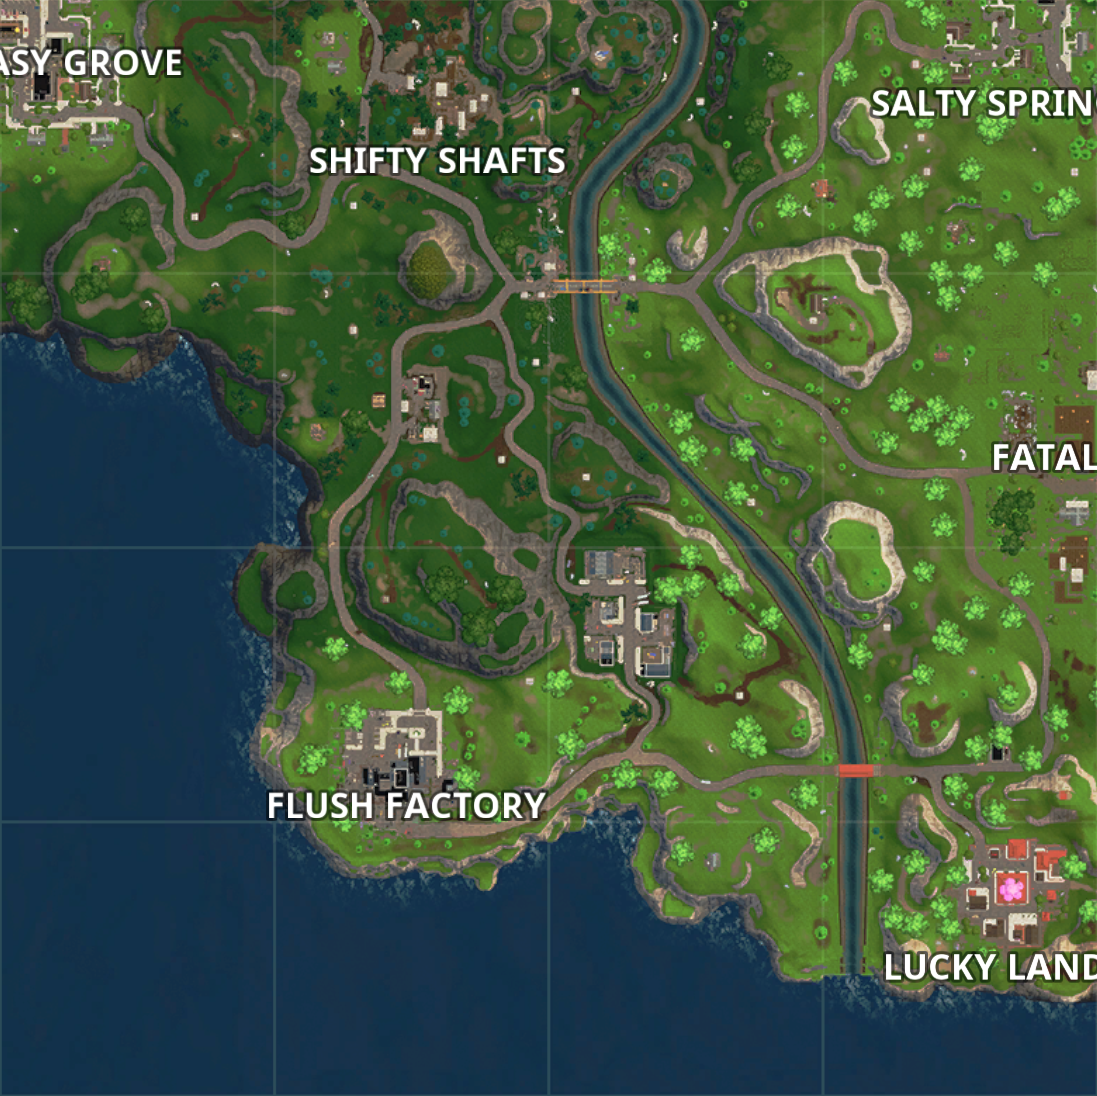 ASY GROVE
SALTY SPRIN
SHIFTY SHAFTS
FATAL
FLUSH FACTORY
LUCKY LAND